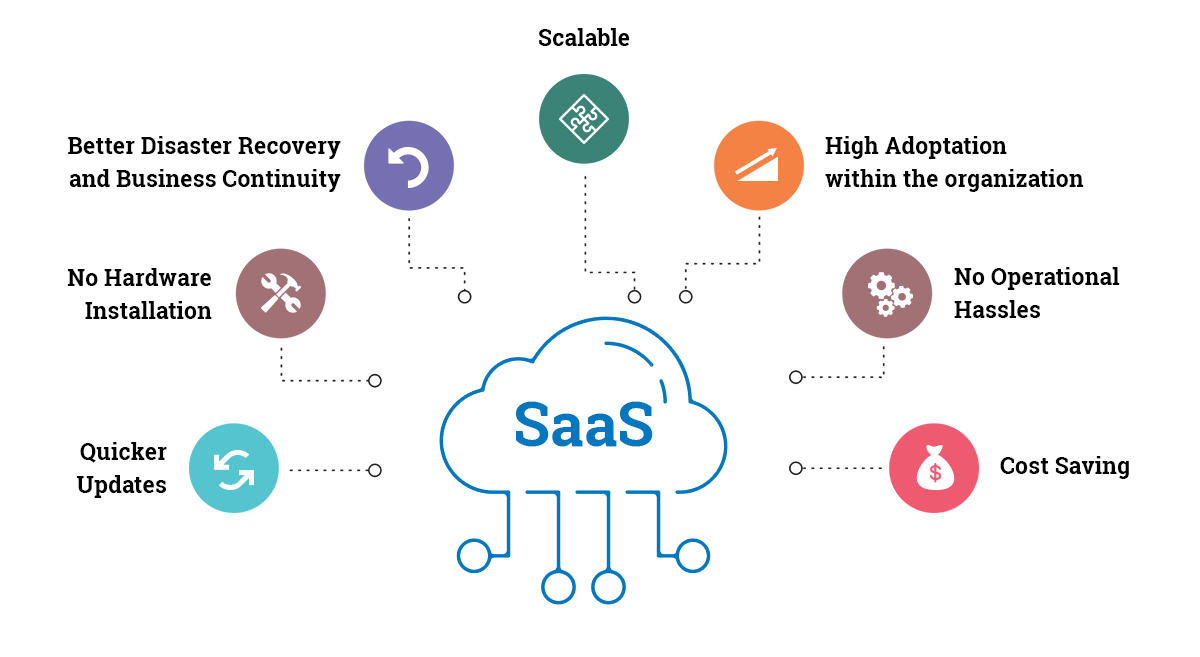 Scalable
Better Disaster Recovery
and Business Continuity
High Adoptation
within the organization
No Hardware
Installation
No Operational
Hassles
SaaS
Quicker
Updates
Cost Saving
$